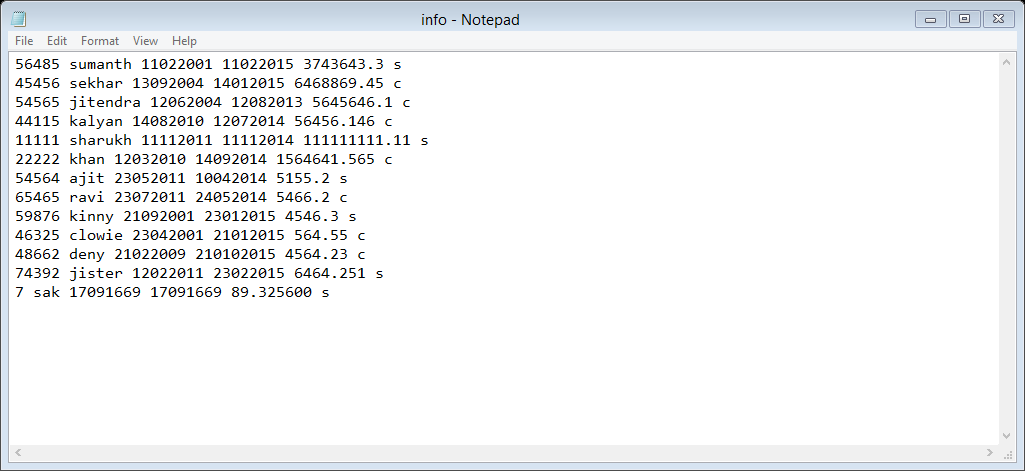 info - Notepad
File Edit Format View Help
56485 sumanth 11022001 11022015 3743643.3 s
45456 sekhar 13092004 14012015 6468869.45 c
54565 jitendra 12062004 12082013 5645646.1 c
44115 kalyan 14082010 12072014 56456.146 c
11111 sharukh 11112011 11112014 111111111.11 s
22222 khan 12032010 14092014 1564641.565 c
54564 ajit 23052011 10042014 5155.2 s
65465 ravi 23072011 24052014 5466.2 c
59876 kinny 21092001 23012015 4546.3 s
46325 clowie 23042001 21012015 564.55 c
48662 deny 21022009 210102015 4564.23 c
74392 jister 12022011 23022015 6464.251 s
7 sak 17091669 17091669 89.325600 s